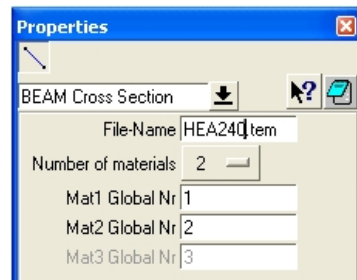 Properties
BEAM Cross Section
File-Name HEA240.tem
Number of materials 2
Mat1 Global Nr 1
Mat2 Global Nr 2
Mat3 Global Nr 3